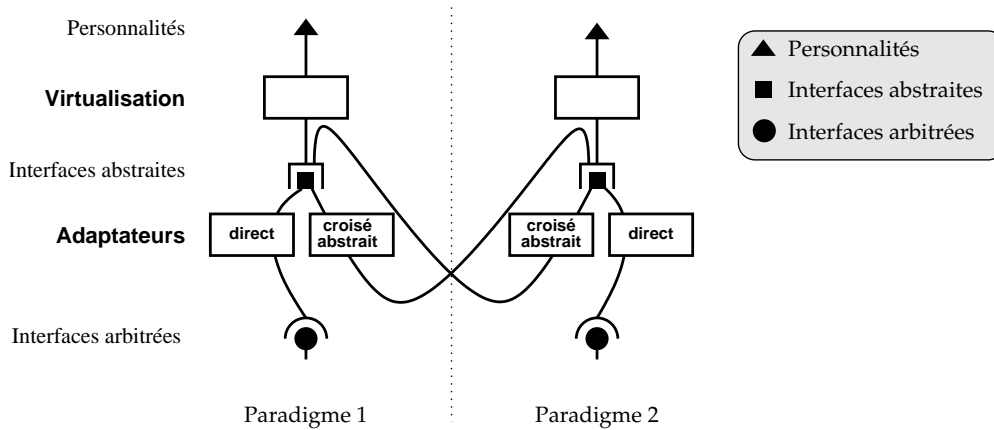 Personnalités
Virtualisation
Interfaces abstraites
Adaptateurs
direct
croisé
abstrait
croisé
abstrait
direct
Interfaces arbitrées
Paradigme 1
Paradigme 2
Personnalités
Interfaces abstraites
Interfaces arbitrées